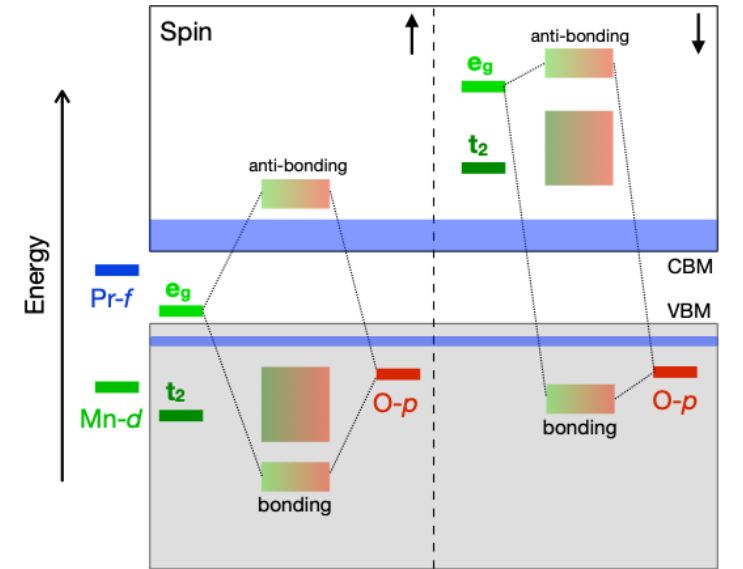 Spin
anti-bonding
e_g
t_2
anti-bonding
CBM
Energy
Pr-f
e_g
VBM
Mn-d
t_2
O-p
O-p
bonding
bonding